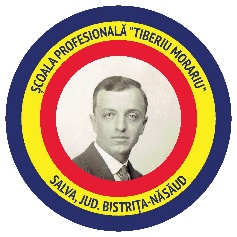 ȘCOALA PROFESIONALĂ "TIBERIU MORARIU"
SALVA, JUD. BISTRIȚA-NĂSĂUD